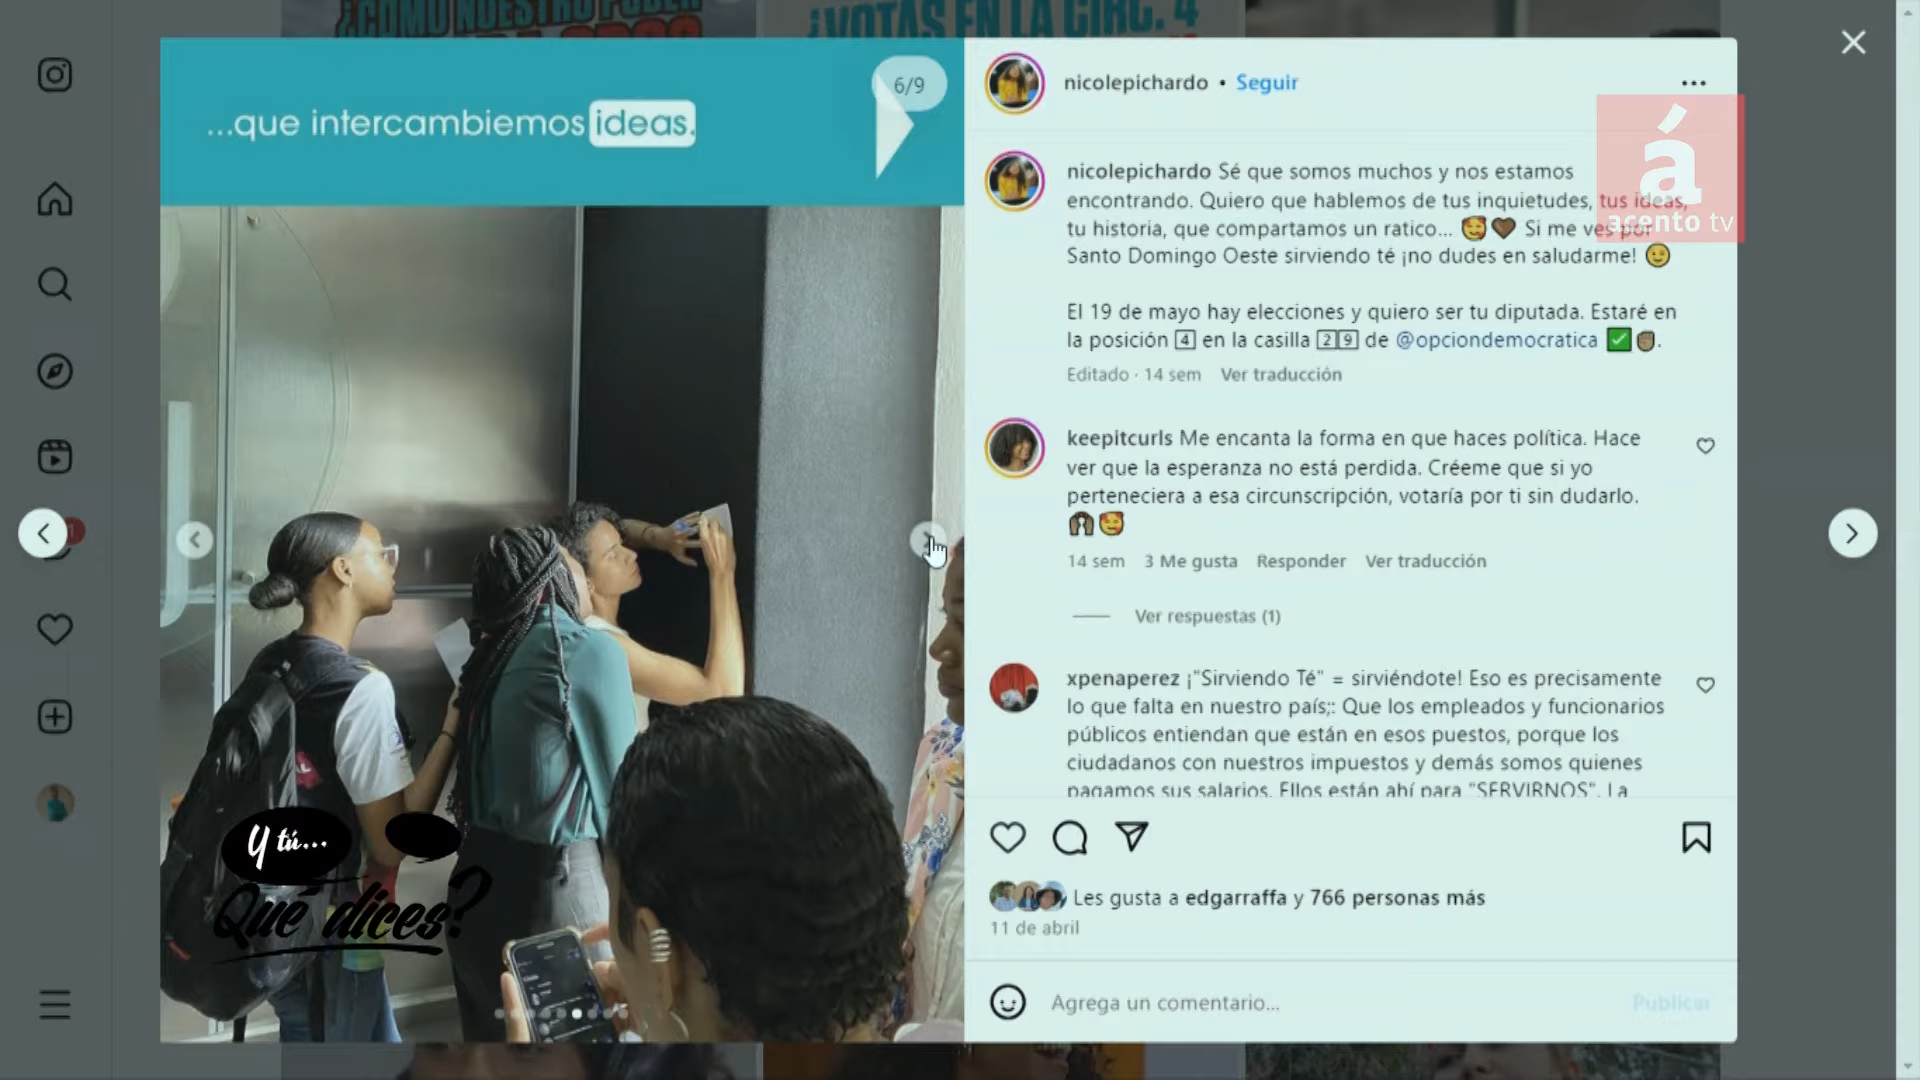 ¿CÓMO NUESTRO PODER
¿VOTAS EN LA CIRC. 4
...que intercambiemos ideas.
6/9
nicolepichardo • Seguir
á
acento tv
nicolepichardo Sé que somos muchos y nos estamos
encontrando. Quiero que hablemos de tus inquietudes, tus ideas,
tu historia, que compartamos un ratico... 🥰🤎 Si me ves por
Santo Domingo Oeste sirviendo té ¡no dudes en saludarme! 😉
El 19 de mayo hay elecciones y quiero ser tu diputada. Estaré en
la posición 4 en la casilla 29 de @opciondemocratica ✅✊🏾.
Editado · 14 sem Ver traducción
keepitcurls Me encanta la forma en que haces política. Hace
ver que la esperanza no está perdida. Créeme que si yo
perteneciera a esa circunscripción, votaría por ti sin dudarlo.
14 sem 3 Me gusta Responder Ver traducción
Ver respuestas (1)
xpenaperez ¡"Sirviendo Té" = sirviéndote! Eso es precisamente
lo que falta en nuestro país;: Que los empleados y funcionarios
públicos entiendan que están en esos puestos, porque los
ciudadanos con nuestros impuestos y demás somos quienes
pagamos sus salarios. Ellos están ahí para "SERVIRNOS". La
Les gusta a edgarraffa y 766 personas más
11 de abril
Agrega un comentario...
Publicar
Y tú...
Qué dices?
1